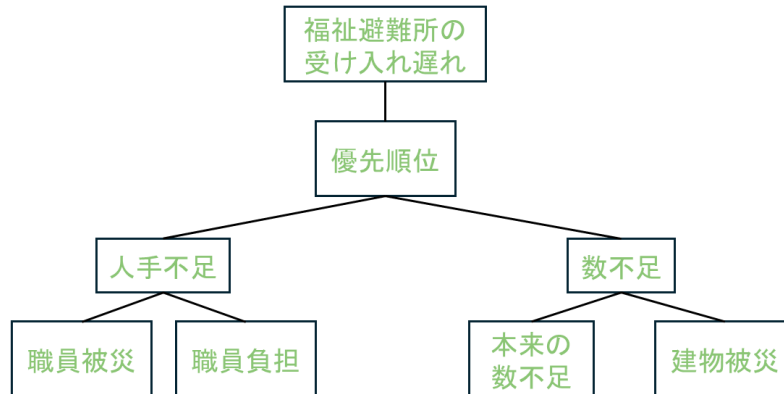 福祉避難所の
受け入れ遅れ
優先順位
人手不足
数不足
職員被災
職員負担
本来の
数不足
建物被災